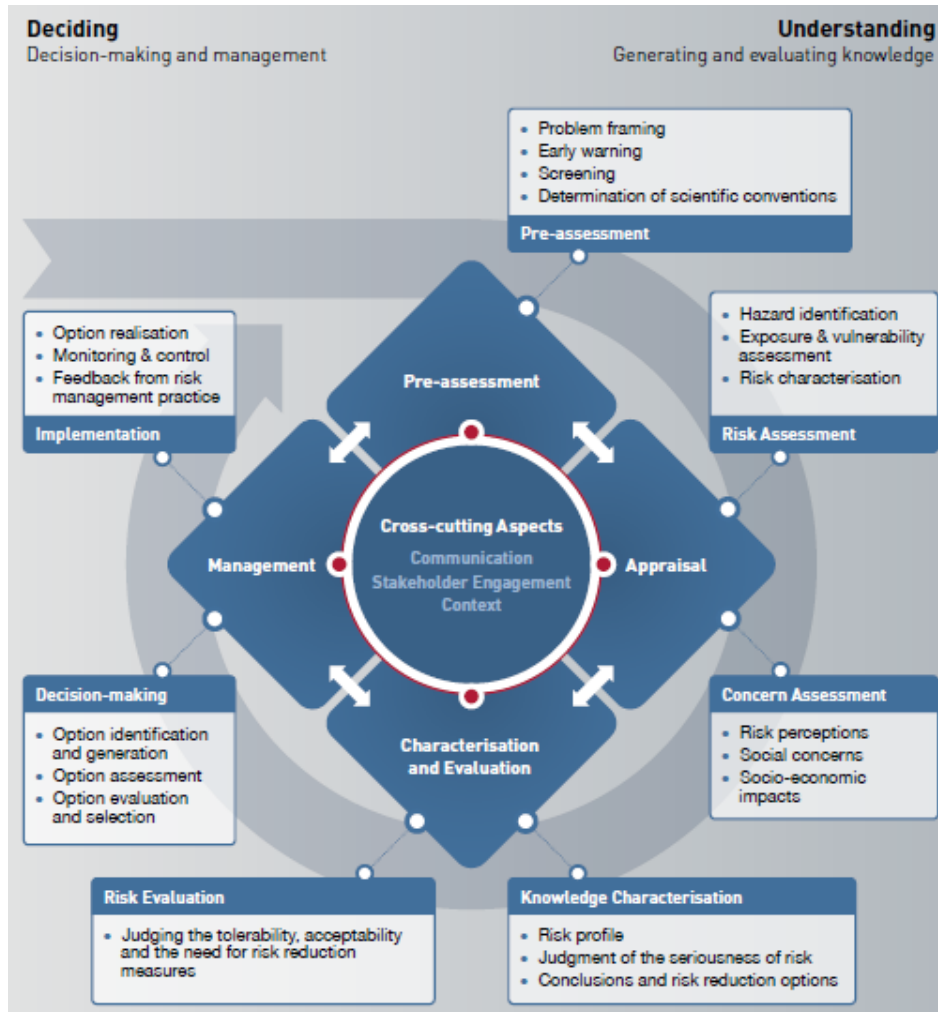 Deciding
Decision-making and management
Understanding
Generating and evaluating knowledge
• Problem framing
• Early warning
• Screening
• Determination of scientific conventions
Pre-assessment
• Option realisation
• Monitoring & control
• Feedback from risk
management practice
Implementation
• Hazard identification
• Exposure & vulnerability
assessment
• Risk characterisation
Risk Assessment
Pre-assessment
Management
Cross-cutting Aspects
Communication
Stakeholder Engagement
Context
Appraisal
Characterisation
and Evaluation
Decision-making
• Option identification
and generation
• Option assessment
• Option evaluation
and selection
Concern Assessment
• Risk perceptions
• Social concerns
• Socio-economic
impacts
Risk Evaluation
• Judging the tolerability, acceptability
and the need for risk reduction
measures
Knowledge Characterisation
• Risk profile
• Judgment of the seriousness of risk
• Conclusions and risk reduction options